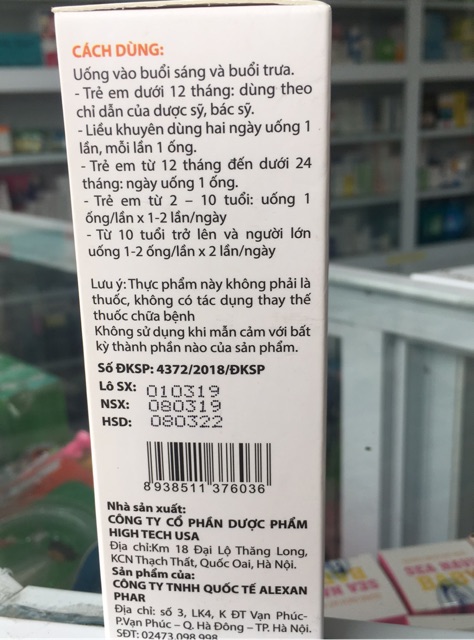 CÁCH DÙNG:
Uống vào buổi sáng và buổi trưa.
- Trẻ em dưới 12 tháng: dùng theo
chỉ dẫn của dược sỹ, bác sỹ.
- Liều khuyên dùng hai ngày uống 1
lần, mỗi lần 1 ống.
- Trẻ em từ 12 tháng đến dưới 24
tháng: ngày uống 1 ống.
- Trẻ em từ 2 – 10 tuổi: uống 1
ống/lần x 1-2 lần/ngày
- Từ 10 tuổi trở lên và người lớn
uống 1-2 ống/lần x 2 lần/ngày
Lưu ý: Thực phẩm này không phải là
thuốc, không có tác dụng thay thế
thuốc chữa bệnh
Không sử dụng khi mẫn cảm với bất
kỳ thành phần nào của sản phẩm.
Số ĐKSP: 4372/2018/ĐKSP
Lô SX: 010319
NSX: 080319
HSD: 080322
8 938511 376036
Nhà sản xuất:
CÔNG TY CỔ PHẦN DƯỢC PHẨM
HIGH TECH USA
Địa chỉ:Km 18 Đại Lộ Thăng Long,
KCN Thạch Thất, Quốc Oai, Hà Nội.
Sản phẩm của:
CÔNG TY TNHH QUỐC TẾ ALEXAN
PHAR
Địa chỉ: số 3, LK4, K ĐT Vạn Phúc-
P.Vạn Phúc – Q. Hà Đông – TP. Hà Nội.
SĐT: 02473 098 998